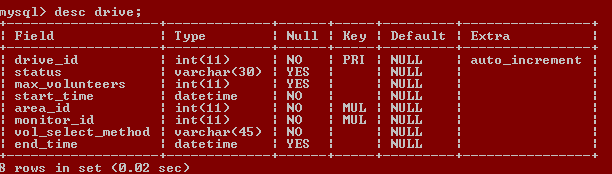 mysql> desc drive;
+-------------------+-------------+------+-----+---------+----------------+
| Field             | Type        | Null | Key | Default | Extra          |
+-------------------+-------------+------+-----+---------+----------------+
| drive_id          | int(11)     | NO   | PRI | NULL    | auto_increment |
| status            | varchar(30) | YES  |     | NULL    |                |
| max_volunteers    | int(11)     | YES  |     | NULL    |                |
| start_time        | datetime    | NO   |     | NULL    |                |
| area_id           | int(11)     | NO   | MUL | NULL    |                |
| monitor_id        | int(11)     | NO   | MUL | NULL    |                |
| vol_select_method | varchar(45) | NO   |     | NULL    |                |
| end_time          | datetime    | YES  |     | NULL    |                |
+-------------------+-------------+------+-----+---------+----------------+
8 rows in set (0.02 sec)